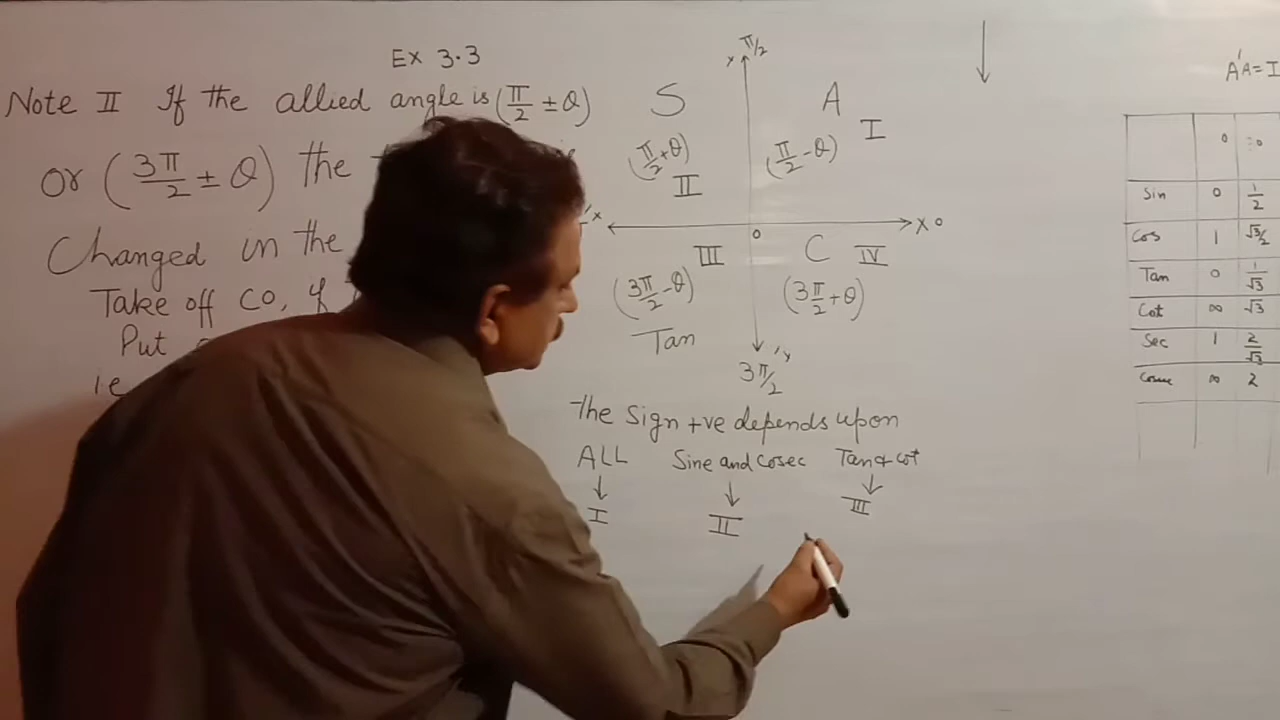 Ex 3.3
Note II If the allied angle is (π/2 ± θ)
or (3π/2 ± θ) the
Changed in the
Take off co, if
Put
i.e
π/2
S
A
I
(π/2+θ)
(π/2-θ)
II
X 0
0
III
C IV
(3π/2-θ)
(3π/2+θ)
Tan
3π/2
The Sign +ve depends upon
ALL Sine and Cosec Tan & Cot
↓ ↓ ↓
I II III
↓
A'A = I
0
Sin 0 1/2
Cos 1 √3/2
Tan 0 1/√3
Cot ∞ √3
Sec 1 2/√3
∞ 2